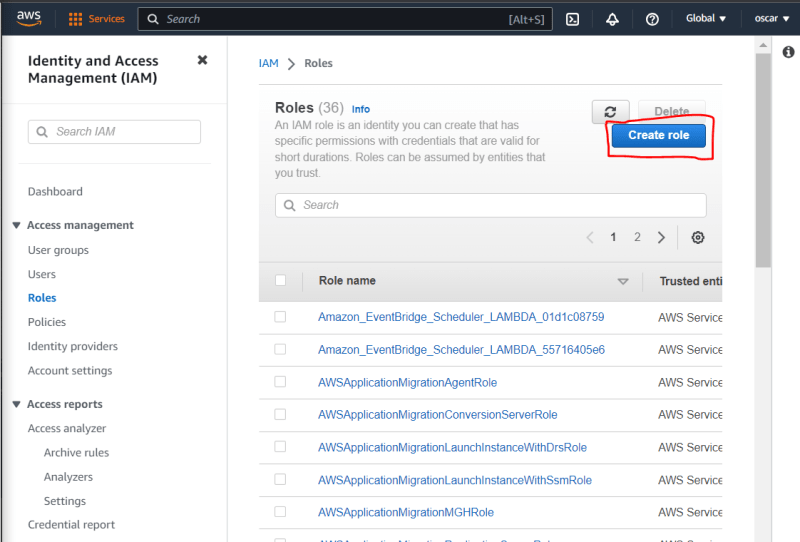 aws
Services
Search
[Alt+S]
Global
oscar
Identity and Access
Management (IAM)
Search IAM
Dashboard
Access management
User groups
Users
Roles
Policies
Identity providers
Account settings
Access reports
Access analyzer
Archive rules
Analyzers
Settings
Credential report
IAM > Roles
Roles (36) Info
An IAM role is an identity you can create that has
specific permissions with credentials that are valid for
short durations. Roles can be assumed by entities that
you trust.
Delete
Create role
Search
1 2
Role name
Trusted enti
Amazon_EventBridge_Scheduler_LAMBDA_01d1c08759
AWS Service
Amazon_EventBridge_Scheduler_LAMBDA_55716405e6
AWS Service
AWSApplicationMigrationAgentRole
AWS Service
AWSApplicationMigrationConversionServerRole
AWS Service
AWSApplicationMigrationLaunchInstanceWithDrsRole
AWS Service
AWSApplicationMigrationLaunchInstanceWithSsmRole
AWS Service
AWSApplicationMigrationMGHRole
AWS Service